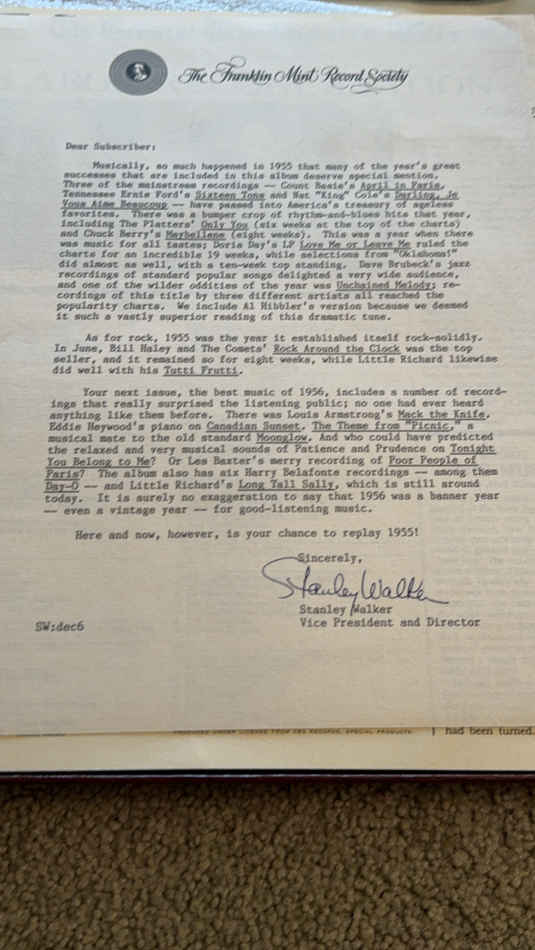 The Franklin Mint Record Society
Dear Subscriber:
Musically, so much happened in 1955 that many of the year's great
successes that are included in this album deserve special mention.
Three of the mainstream recordings -- Count Basie's April in Paris,
Tennessee Ernie Ford's Sixteen Tons and Nat "King" Cole's Darling, Je
Vous Aime Beaucoup -- have passed into America's treasury of ageless
favorites. There was a bumper crop of rhythm-and-blues hits that year,
including The Platters' Only You (six weeks at the top of the charts)
and Chuck Berry's Maybellene (eight weeks). This was a year when there
was music for all tastes; Doris Day's LP Love Me or Leave Me ruled the
charts for an incredible 19 weeks, while selections from "Oklahoma!"
did almost as well, with a ten-week top standing. Dave Brubeck's jazz
recordings of standard popular songs delighted a very wide audience,
and one of the wilder oddities of the year was Unchained Melody; re-
cordings of this title by three different artists all reached the
popularity charts. We include Al Hibler's version because we deemed
it such a vastly superior reading of this dramatic tune.
As for rock, 1955 was the year it established itself rock-solidly.
In June, Bill Haley and The Comets' Rock Around the Clock was the top
seller, and it remained so for eight weeks, while Little Richard likewise
did well with his Tutti Frutti.
Your next issue, the best music of 1956, includes a number of record-
ings that really surprised the listening public; no one had ever heard
anything like them before. There was Louis Armstrong's Mack the Knife,
Eddie Heywood's piano on Canadian Sunset, The Theme from "Picnic," a
musical mate to the old standard Moonglow. And who could have predicted
the relaxed and very musical sounds of Patience and Prudence on Tonight
You Belong to Me? Or Les Baxter's merry recording of Poor People of
Paris? The album also has six Harry Belafonte recordings -- among them
Day-O -- and Little Richard's Long Tall Sally, which is still around
today. It is surely no exaggeration to say that 1956 was a banner year
-- even a vintage year -- for good-listening music.
Here and now, however, is your chance to replay 1955!
Sincerely,
Stanley Walker
Stanley Walker
Vice President and Director
SW:dec6
PRODUCED UNDER LICENSE FROM CBS RECORDS, SPECIAL PRODUCTS
had been turned.